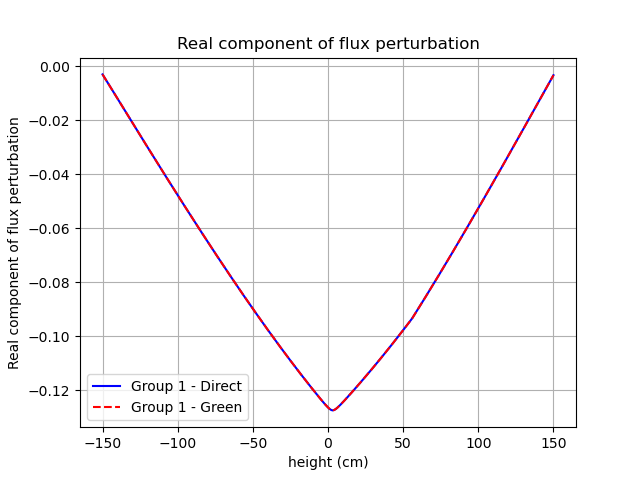 Real component of flux perturbation
Real component of flux perturbation
0.00
−0.02
−0.04
−0.06
−0.08
−0.10
−0.12
Group 1 - Direct
Group 1 - Green
−150
−100
−50
0
50
100
150
height (cm)